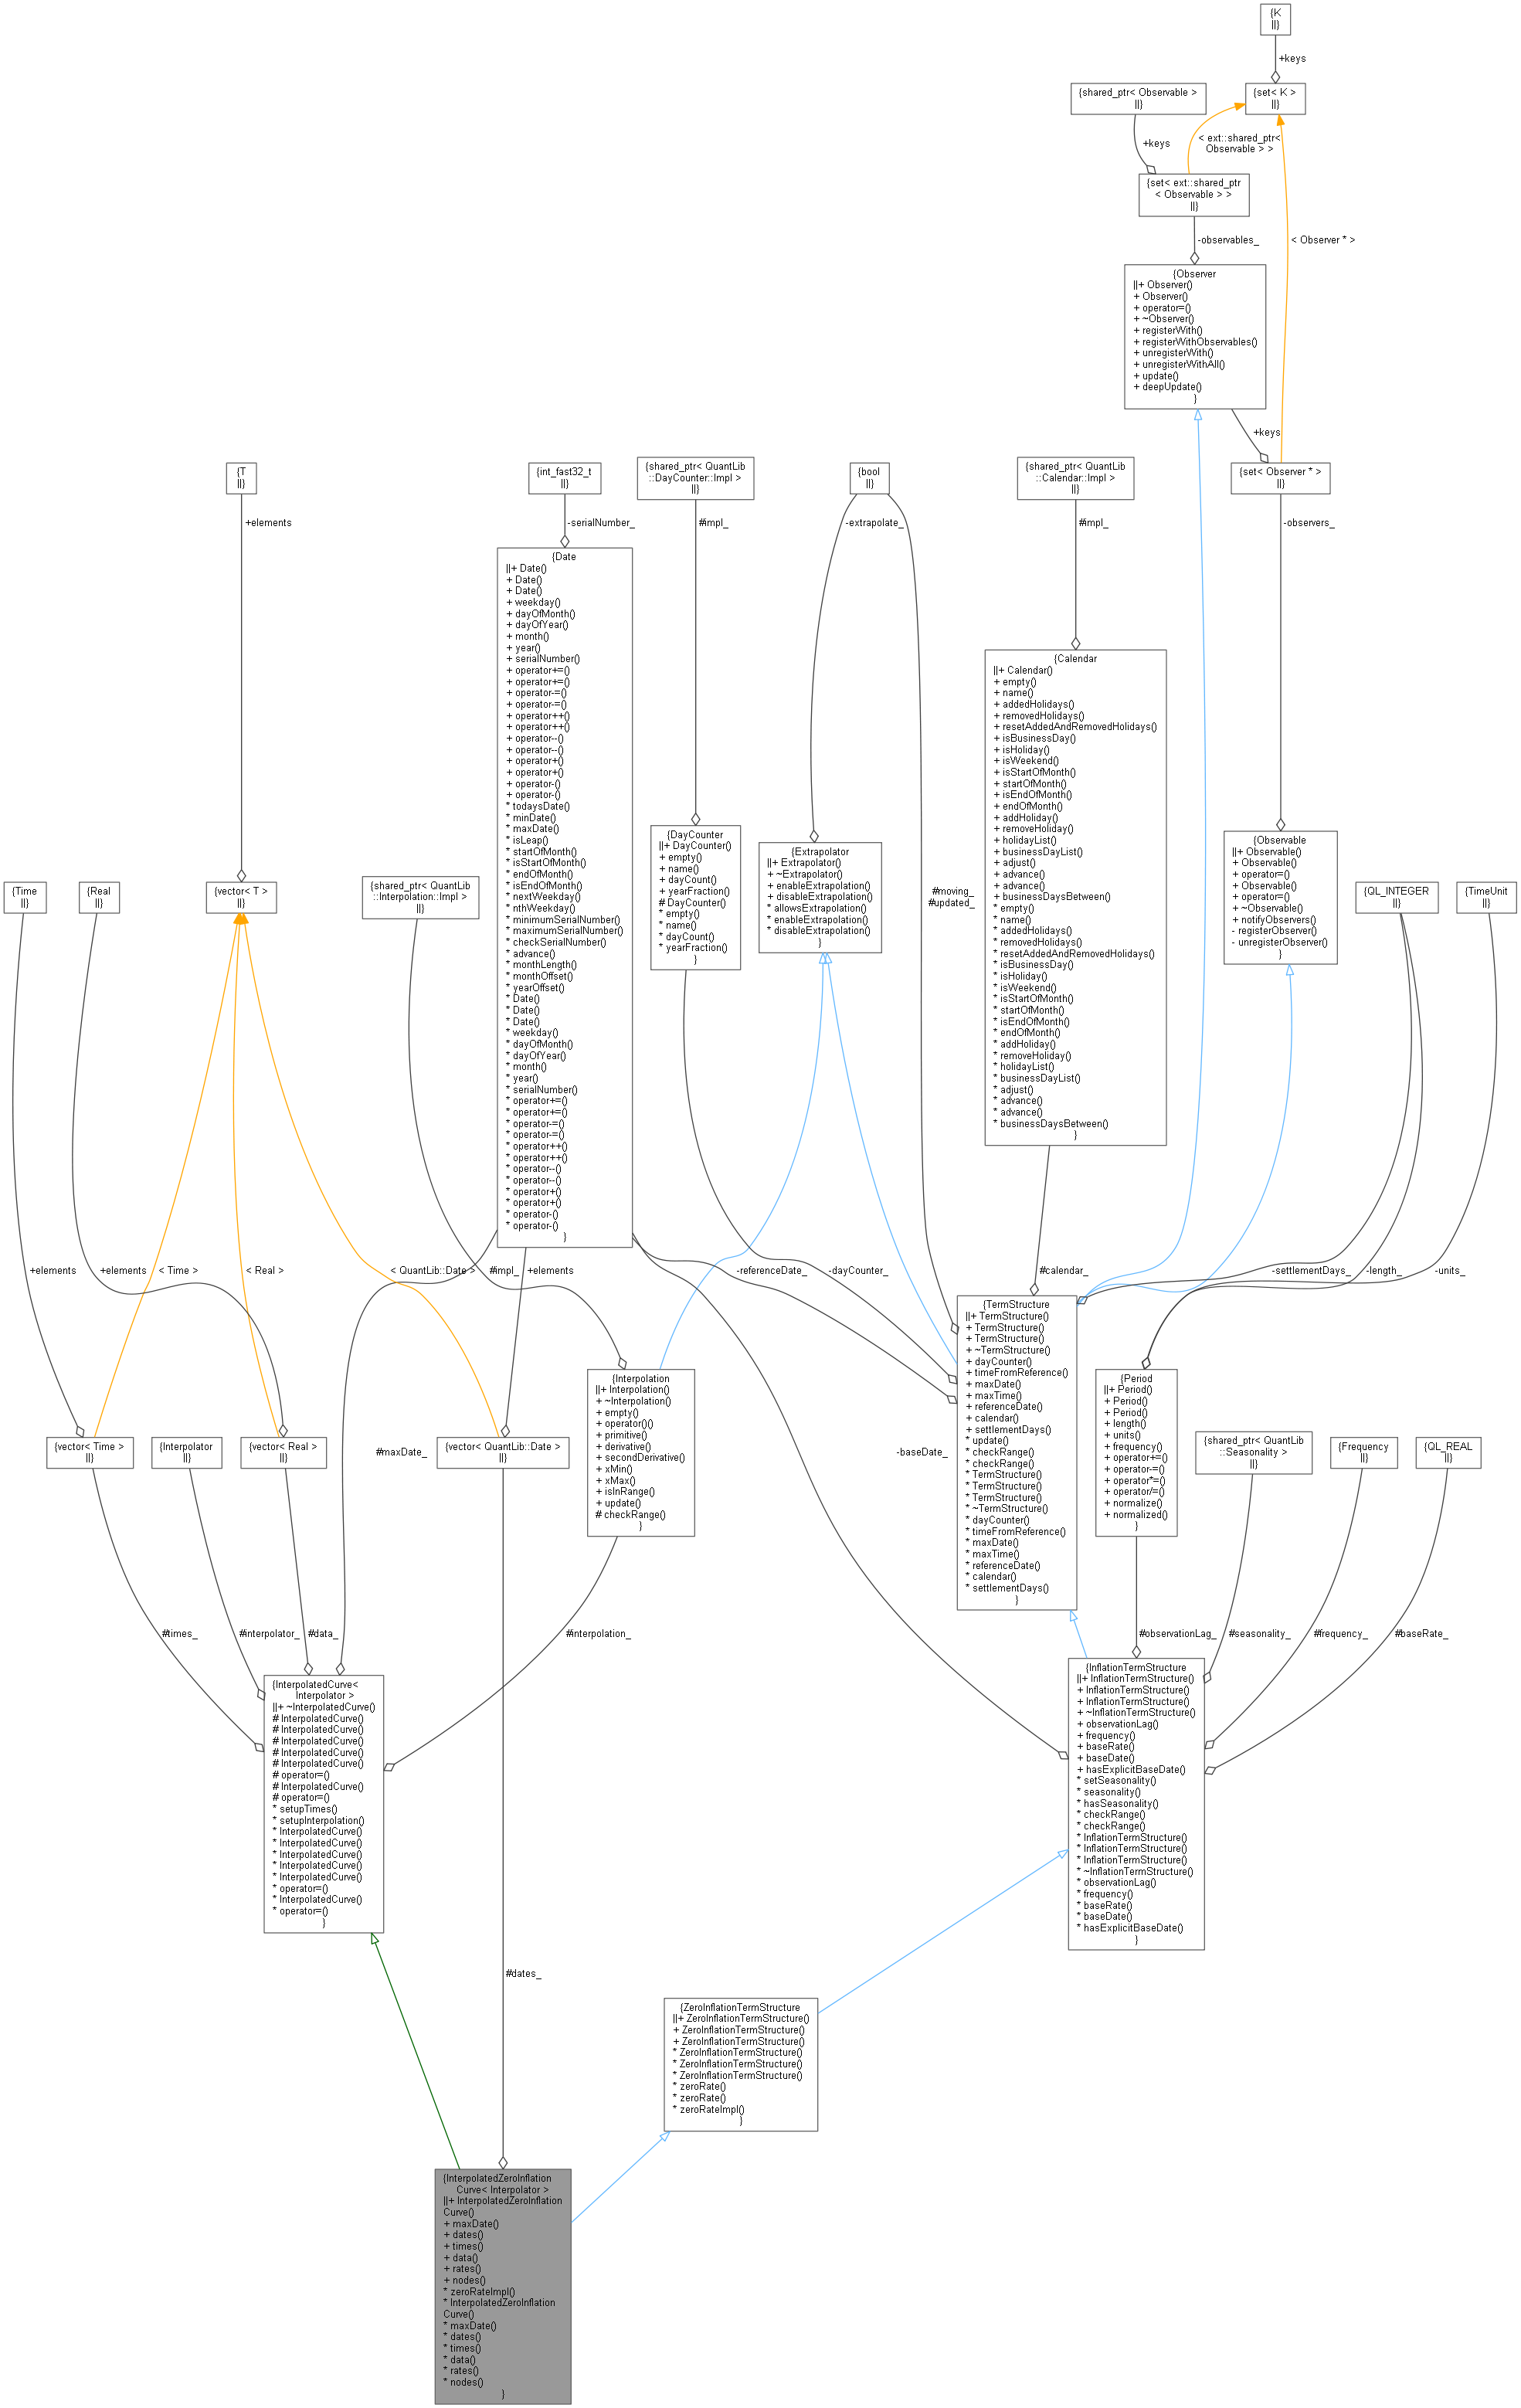 {K
||}
+keys
{shared_ptr< Observable >
||}
{set< K >
||}
+keys
< ext::shared_ptr<
Observable > >
{set< ext::shared_ptr
< Observable > >
||}
-observables_
< Observer * >
{Observer
||+ Observer()
+ Observer()
+ operator=()
+ ~Observer()
+ registerWith()
+ registerWithObservables()
+ unregisterWith()
+ unregisterWithAll()
+ update()
+ deepUpdate()
}
+keys
{T
||}
{int_fast32_t
||}
{shared_ptr< QuantLib
::DayCounter::Impl >
||}
{bool
||}
{shared_ptr< QuantLib
::Calendar::Impl >
||}
{set< Observer * >
||}
+elements
-serialNumber_
#impl_
-extrapolate_
#impl_
-observers_
{Date
||+ Date()
+ Date()
+ Date()
+ weekday()
+ dayOfMonth()
+ dayOfYear()
+ month()
+ year()
+ serialNumber()
+ operator+=()
+ operator+=()
+ operator-=()
+ operator-=()
+ operator++()
+ operator++()
+ operator--()
+ operator--()
+ operator+()
+ operator+()
+ operator-()
+ operator-()
* todaysDate()
* minDate()
* maxDate()
* isLeap()
* startOfMonth()
* isStartOfMonth()
* endOfMonth()
* isEndOfMonth()
* nextWeekday()
* nthWeekday()
* minimumSerialNumber()
* maximumSerialNumber()
* checkSerialNumber()
* advance()
* monthLength()
* monthOffset()
* yearOffset()
* Date()
* Date()
* Date()
* weekday()
* dayOfMonth()
* dayOfYear()
* month()
* year()
* serialNumber()
* operator+=()
* operator+=()
* operator-=()
* operator-=()
* operator++()
* operator++()
* operator--()
* operator--()
* operator+()
* operator+()
* operator-()
* operator-()
}
{Calendar
||+ Calendar()
+ empty()
+ name()
+ addedHolidays()
+ removedHolidays()
+ resetAddedAndRemovedHolidays()
+ isBusinessDay()
+ isHoliday()
+ isWeekend()
+ isStartOfMonth()
+ startOfMonth()
+ isEndOfMonth()
+ endOfMonth()
+ addHoliday()
+ removeHoliday()
+ holidayList()
+ businessDayList()
+ adjust()
+ advance()
+ advance()
+ businessDaysBetween()
* empty()
* name()
* addedHolidays()
* removedHolidays()
* resetAddedAndRemovedHolidays()
* isBusinessDay()
* isHoliday()
* isWeekend()
* isStartOfMonth()
* startOfMonth()
* isEndOfMonth()
* endOfMonth()
* addHoliday()
* removeHoliday()
* holidayList()
* businessDayList()
* adjust()
* advance()
* advance()
* businessDaysBetween()
}
{DayCounter
||+ DayCounter()
+ empty()
+ name()
+ dayCount()
+ yearFraction()
# DayCounter()
* empty()
* name()
* dayCount()
* yearFraction()
}
{Extrapolator
||+ Extrapolator()
+ ~Extrapolator()
+ enableExtrapolation()
+ disableExtrapolation()
* allowsExtrapolation()
* enableExtrapolation()
* disableExtrapolation()
}
#moving_
#updated_
{Observable
||+ Observable()
+ Observable()
+ operator=()
+ Observable()
+ operator=()
+ ~Observable()
+ notifyObservers()
- registerObserver()
- unregisterObserver()
}
{Time
||}
{Real
||}
{vector< T >
||}
{shared_ptr< QuantLib
::Interpolation::Impl >
||}
{QL_INTEGER
||}
{TimeUnit
||}
+elements
+elements
< Time >
< Real >
< QuantLib::Date >
#impl_
+elements
-referenceDate_
-dayCounter_
#calendar_
-settlementDays_
-length_
-units_
{TermStructure
||+ TermStructure()
+ TermStructure()
+ TermStructure()
+ ~TermStructure()
+ dayCounter()
+ timeFromReference()
+ maxDate()
+ maxTime()
+ referenceDate()
+ calendar()
+ settlementDays()
* update()
* checkRange()
* checkRange()
* TermStructure()
* TermStructure()
* TermStructure()
* ~TermStructure()
* dayCounter()
* timeFromReference()
* maxDate()
* maxTime()
* referenceDate()
* calendar()
* settlementDays()
}
{Interpolation
||+ Interpolation()
+ ~Interpolation()
+ empty()
+ operator()()
+ primitive()
+ derivative()
+ secondDerivative()
+ xMin()
+ xMax()
+ isInRange()
+ update()
# checkRange()
}
{Period
||+ Period()
+ Period()
+ Period()
+ length()
+ units()
+ frequency()
+ operator+=()
+ operator-=()
+ operator*=()
+ operator/=()
+ normalize()
+ normalized()
}
{vector< Time >
||}
{Interpolator
||}
{vector< Real >
||}
#maxDate_
{vector< QuantLib::Date >
||}
-baseDate_
{shared_ptr< QuantLib
::Seasonality >
||}
{Frequency
||}
{QL_REAL
||}
#times_
#interpolator_
#data_
#interpolation_
#observationLag_
#seasonality_
#frequency_
#baseRate_
{InterpolatedCurve<
Interpolator >
||+ ~InterpolatedCurve()
# InterpolatedCurve()
# InterpolatedCurve()
# InterpolatedCurve()
# InterpolatedCurve()
# InterpolatedCurve()
# operator=()
# InterpolatedCurve()
# operator=()
* setupTimes()
* setupInterpolation()
* InterpolatedCurve()
* InterpolatedCurve()
* InterpolatedCurve()
* InterpolatedCurve()
* InterpolatedCurve()
* operator=()
* InterpolatedCurve()
* operator=()
}
{InflationTermStructure
||+ InflationTermStructure()
+ InflationTermStructure()
+ InflationTermStructure()
+ ~InflationTermStructure()
+ observationLag()
+ frequency()
+ baseRate()
+ baseDate()
+ hasExplicitBaseDate()
* setSeasonality()
* seasonality()
* hasSeasonality()
* checkRange()
* checkRange()
* InflationTermStructure()
* InflationTermStructure()
* InflationTermStructure()
* ~InflationTermStructure()
* observationLag()
* frequency()
* baseRate()
* baseDate()
* hasExplicitBaseDate()
}
#dates_
{ZeroInflationTermStructure
||+ ZeroInflationTermStructure()
+ ZeroInflationTermStructure()
+ ZeroInflationTermStructure()
* ZeroInflationTermStructure()
* ZeroInflationTermStructure()
* ZeroInflationTermStructure()
* zeroRate()
* zeroRate()
* zeroRateImpl()
}
{InterpolatedZeroInflation
Curve< Interpolator >
||+ InterpolatedZeroInflation
Curve()
+ maxDate()
+ dates()
+ times()
+ data()
+ rates()
+ nodes()
* zeroRateImpl()
* InterpolatedZeroInflation
Curve()
* maxDate()
* dates()
* times()
* data()
* rates()
* nodes()
}